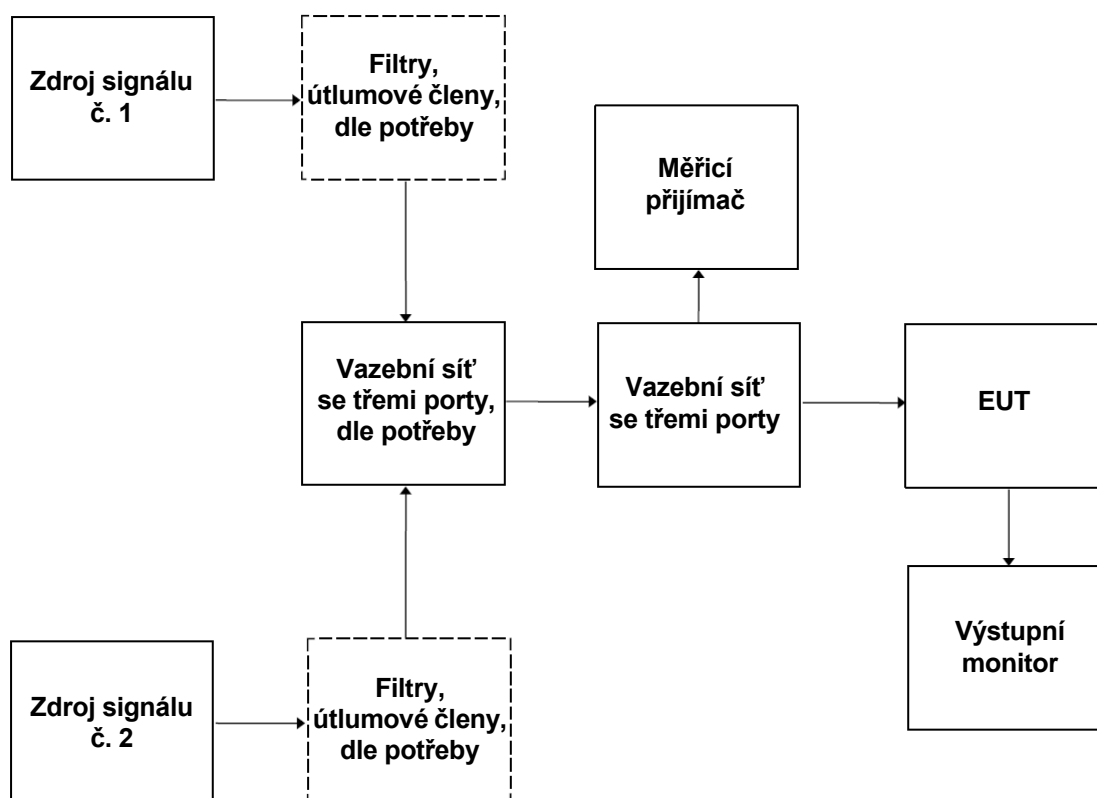 Zdroj signálu
č. 1
Filtry,
útlumové členy,
dle potřeby
Měřicí
přijímač
Vazební síť
se třemi porty,
dle potřeby
Vazební síť
se třemi porty
EUT
Výstupní
monitor
Zdroj signálu
č. 2
Filtry,
útlumové členy,
dle potřeby